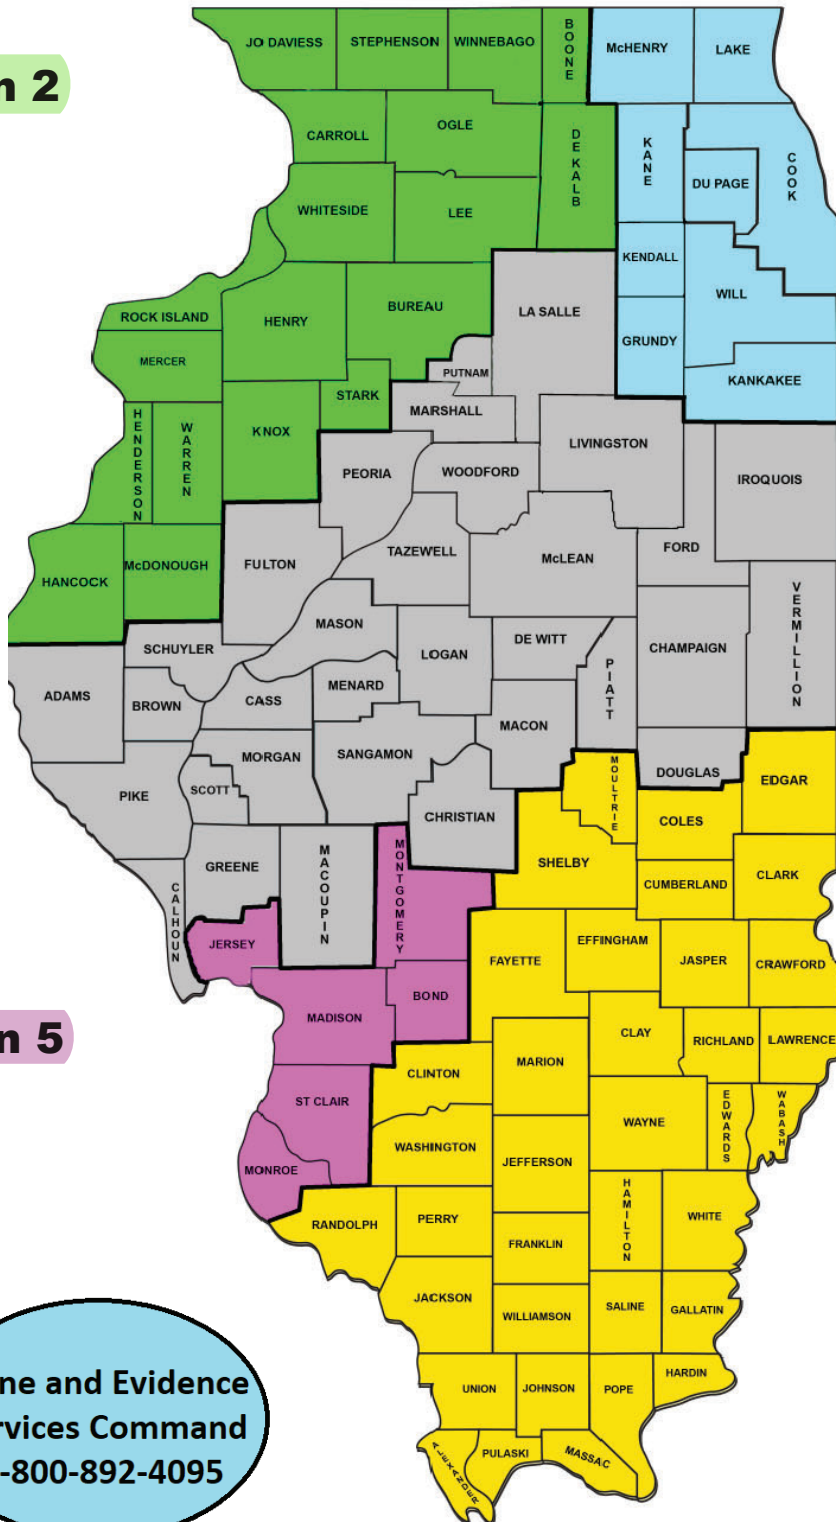 JO DAVIESS
STEPHENSON
WINNEBAGO
BOONE
McHENRY
LAKE
n 2
CARROLL
OGLE
DE KALB
KANE
DU PAGE
COOK
WHITESIDE
LEE
KENDALL
WILL
ROCK ISLAND
HENRY
BUREAU
LA SALLE
GRUNDY
MERCER
PUTNAM
KANKAKEE
STARK
HENDERSON
WARREN
KNOX
MARSHALL
LIVINGSTON
PEORIA
WOODFORD
IROQUOIS
HANCOCK
McDONOUGH
FULTON
TAZEWELL
McLEAN
FORD
VERMILLION
SCHUYLER
MASON
LOGAN
DE WITT
PIATT
CHAMPAIGN
ADAMS
BROWN
CASS
MENARD
MACON
PIKE
SCOTT
MORGAN
SANGAMON
MOULTRIE
DOUGLAS
EDGAR
CHRISTIAN
COLES
GREENE
MACOUPIN
MONTGOMERY
SHELBY
CUMBERLAND
CLARK
CALHOUN
JERSEY
FAYETTE
EFFINGHAM
JASPER
CRAWFORD
n 5
MADISON
BOND
CLAY
RICHLAND
LAWRENCE
CLINTON
MARION
ST CLAIR
WAYNE
EDWARDS
WABASH
WASHINGTON
JEFFERSON
MONROE
HAMILTON
RANDOLPH
PERRY
FRANKLIN
WHITE
JACKSON
WILLIAMSON
SALINE
GALLATIN
UNION
JOHNSON
POPE
HARDIN
ALEXANDER
PULASKI
MASSAC
ne and Evidence
rvices Command
-800-892-4095